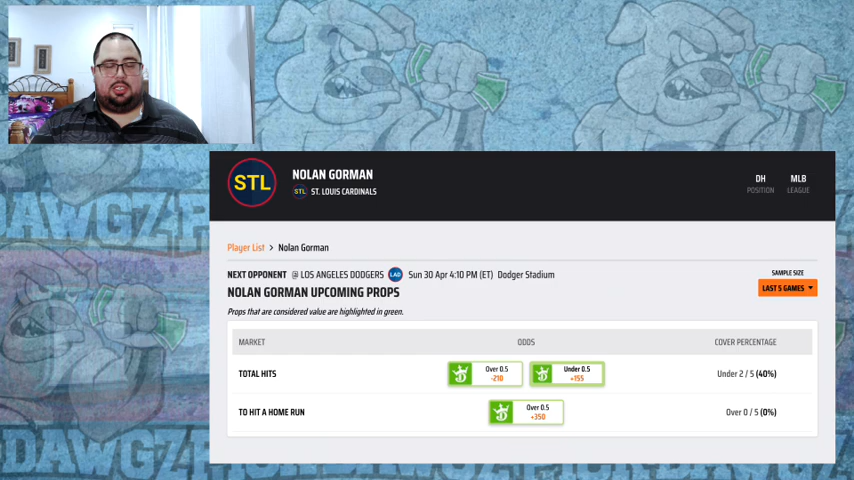 STL
NOLAN GORMAN
STL ST. LOUIS CARDINALS
DH
POSITION
MLB
LEAGUE
Player List > Nolan Gorman
NEXT OPPONENT @ LOS ANGELES DODGERS LAD Sun 30 Apr 4:10 PM (ET) Dodger Stadium
NOLAN GORMAN UPCOMING PROPS
SAMPLE SIZE
LAST 5 GAMES
Props that are considered value are highlighted in green.
MARKET ODDS COVER PERCENTAGE
TOTAL HITS
Over 0.5
-210
Under 0.5
+155
Under 2 / 5 (40%)
TO HIT A HOME RUN
Over 0.5
+350
Over 0 / 5 (0%)